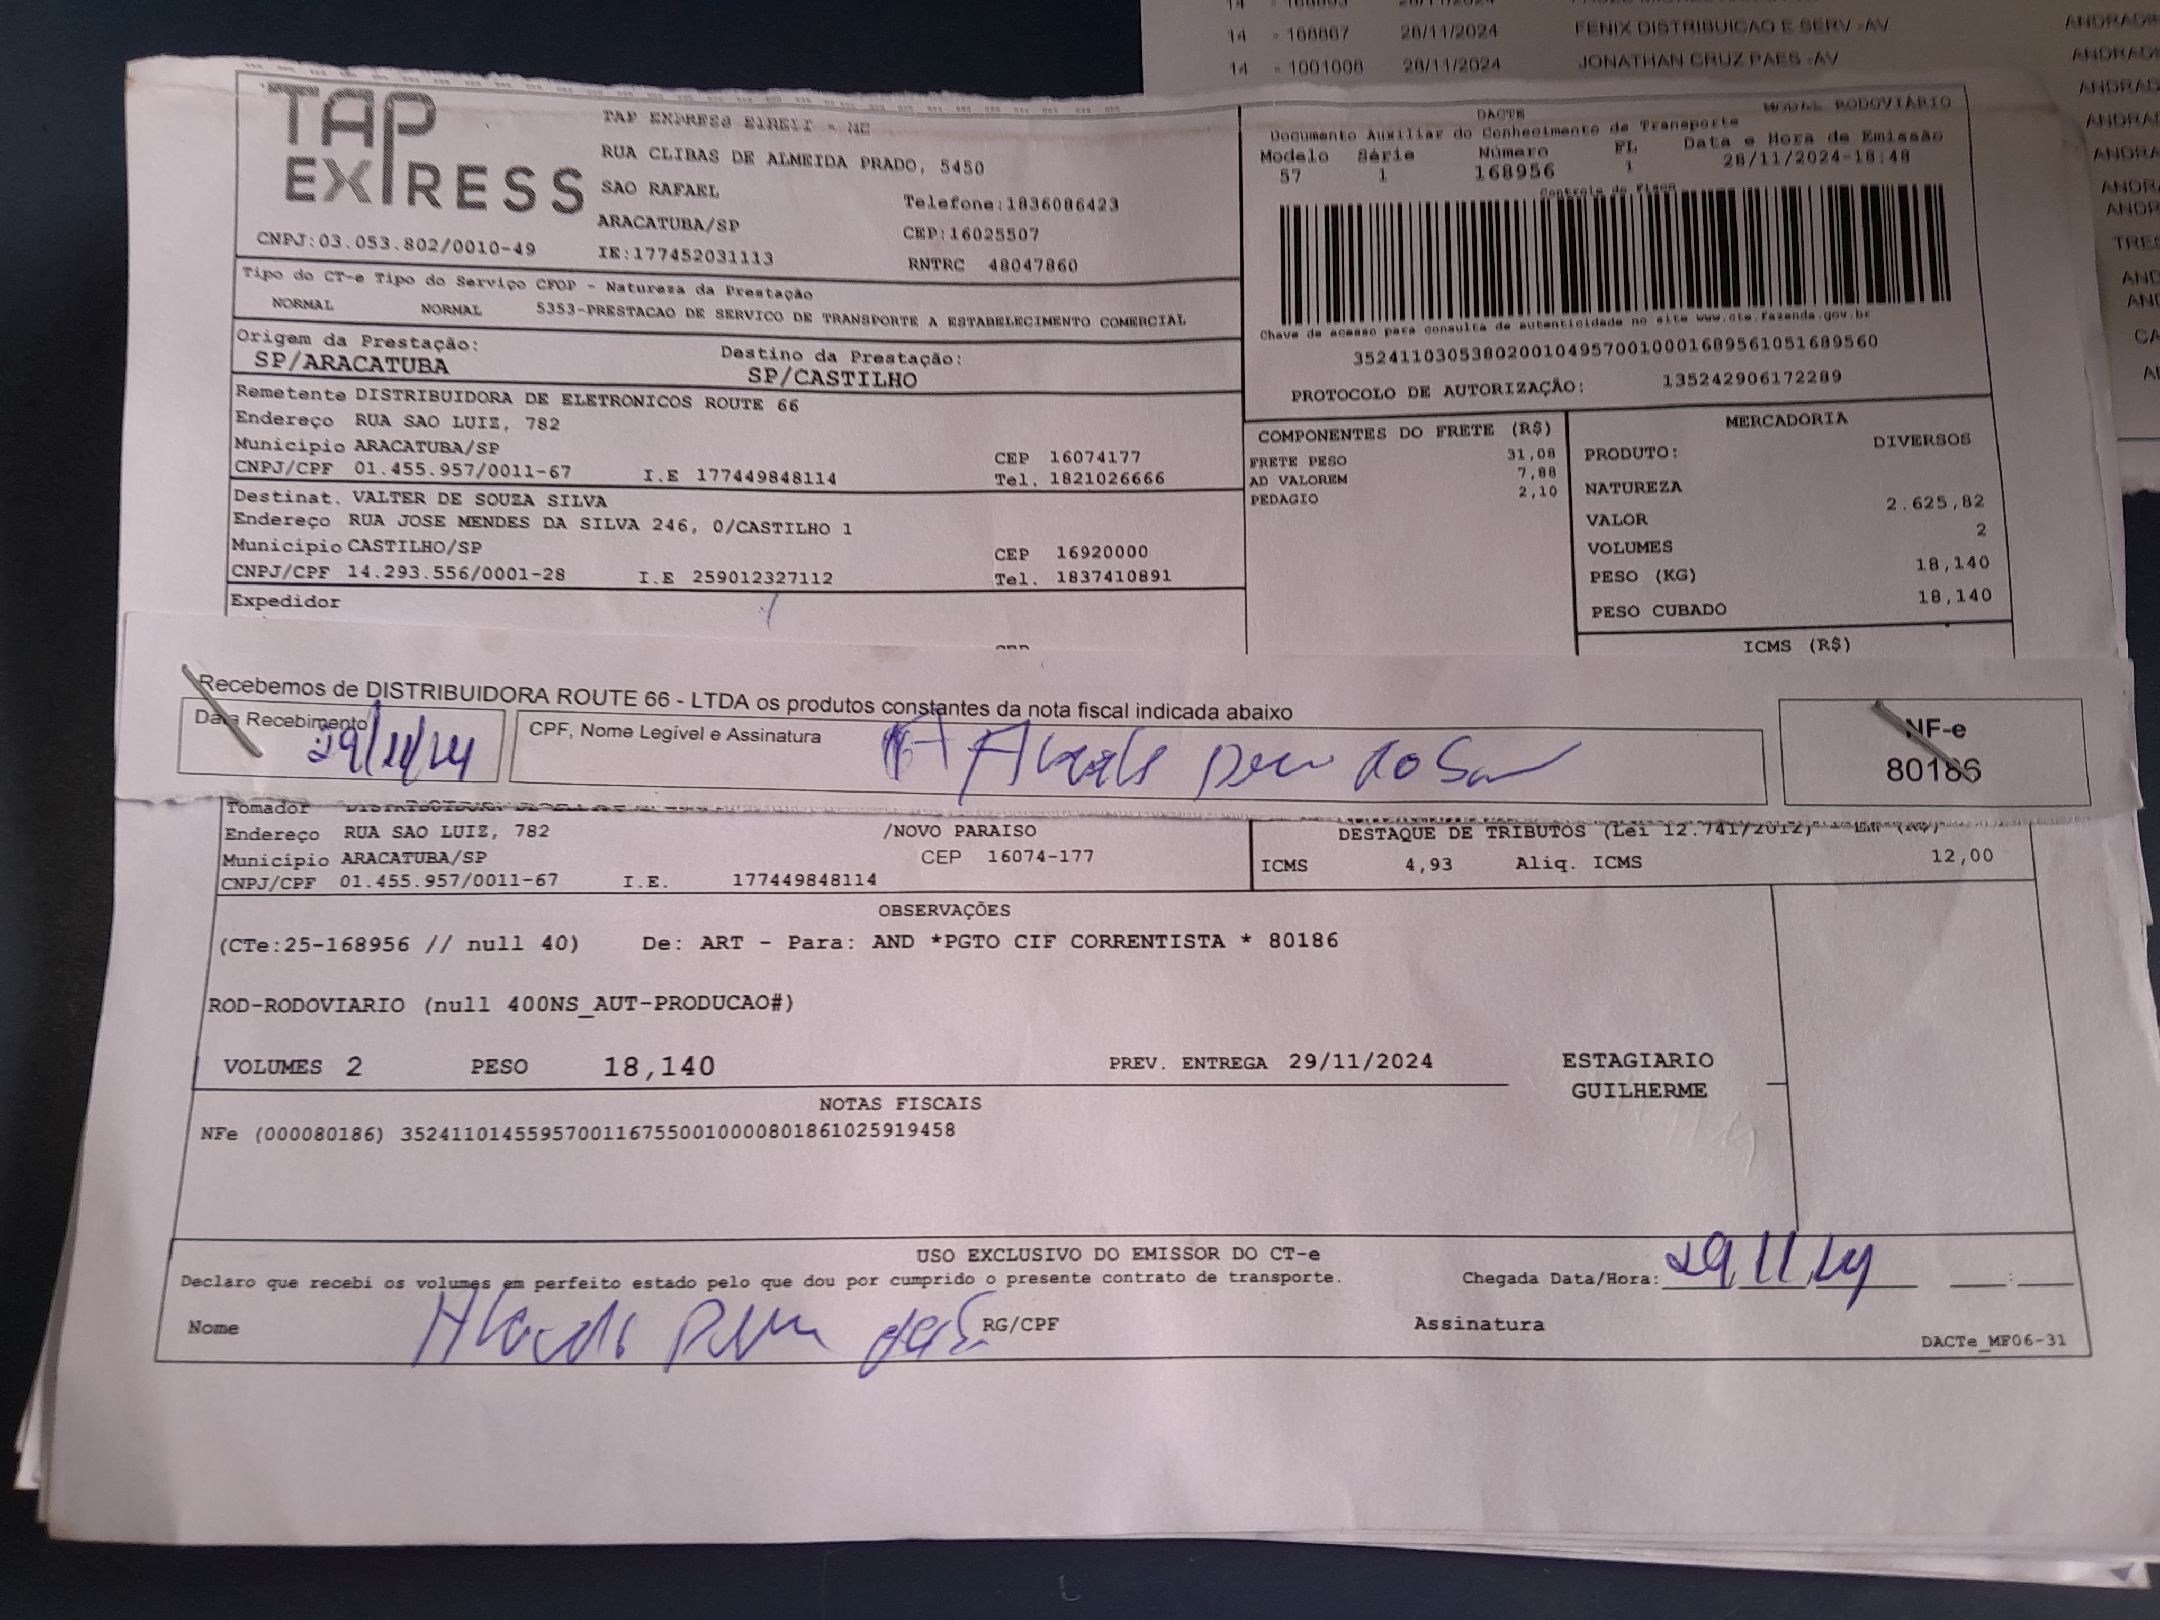 14 - 168867 28/11/2024 FENIX DISTRIBUICAO E SERV -AV
14 - 1001008 28/11/2024 JONATHAN CRUZ PAES -AV
TAP EXPRESS
TAP EXPRESS EIRELI - ME
RUA CLIBAS DE ALMEIDA PRADO, 5450
SAO RAFAEL
Telefone:1836086423
ARACATUBA/SP
CEP:16025507
CNPJ:03.053.802/0010-49
IE:177452031113
RNTRC 48047860
DACTE
MODAL RODOVIÁRIO
Documento Auxiliar do Conhecimento de Transporte
Modelo Série Número FL Data e Hora de Emissão
57 1 168956 1 28/11/2024-18:48
Controle do Fisco
Chave de acesso para consulta de autenticidade no site www.cte.fazenda.gov.br
35241103053802001049570010001689561051689560
PROTOCOLO DE AUTORIZAÇÃO: 135242906172289
Tipo do CT-e Tipo do Serviço CFOP - Natureza da Prestação
NORMAL NORMAL 5353-PRESTACAO DE SERVICO DE TRANSPORTE A ESTABELECIMENTO COMERCIAL
Origem da Prestação: Destino da Prestação:
SP/ARACATUBA SP/CASTILHO
Remetente DISTRIBUIDORA DE ELETRONICOS ROUTE 66
Endereço RUA SAO LUIZ, 782
Município ARACATUBA/SP CEP 16074177
CNPJ/CPF 01.455.957/0011-67 I.E 177449848114 Tel. 1821026666
Destinat. VALTER DE SOUZA SILVA
Endereço RUA JOSE MENDES DA SILVA 246, 0/CASTILHO 1
Município CASTILHO/SP CEP 16920000
CNPJ/CPF 14.293.556/0001-28 I.E 259012327112 Tel. 1837410891
Expedidor
COMPONENTES DO FRETE (R$)
FRETE PESO 31,08
AD VALOREM 7,88
PEDAGIO 2,10
MERCADORIA
PRODUTO: DIVERSOS
NATUREZA
VALOR 2.625,82
VOLUMES 2
PESO (KG) 18,140
PESO CUBADO 18,140
ICMS (R$)
Recebemos de DISTRIBUIDORA ROUTE 66 - LTDA os produtos constantes da nota fiscal indicada abaixo
Data Recebimento CPF, Nome Legível e Assinatura NF-e
29/11/24 80186
Tomador
Endereço RUA SAO LUIZ, 782 /NOVO PARAISO
Município ARACATUBA/SP CEP 16074-177
CNPJ/CPF 01.455.957/0011-67 I.E. 177449848114
DESTAQUE DE TRIBUTOS (Lei 12.741/2012) - EM (R$)
ICMS 4,93 Aliq. ICMS 12,00
OBSERVAÇÕES
(CTe:25-168956 // null 40) De: ART - Para: AND *PGTO CIF CORRENTISTA * 80186
ROD-RODOVIARIO (null 400NS_AUT-PRODUCAO#)
VOLUMES 2 PESO 18,140 PREV. ENTREGA 29/11/2024 ESTAGIARIO
GUILHERME
NOTAS FISCAIS
NFe (000080186) 35241101455957001167550010000801861025919458
USO EXCLUSIVO DO EMISSOR DO CT-e
Declaro que recebi os volumes em perfeito estado pelo que dou por cumprido o presente contrato de transporte. Chegada Data/Hora: 29 11 24 :
Nome RG/CPF Assinatura
DACTe_MF06-31